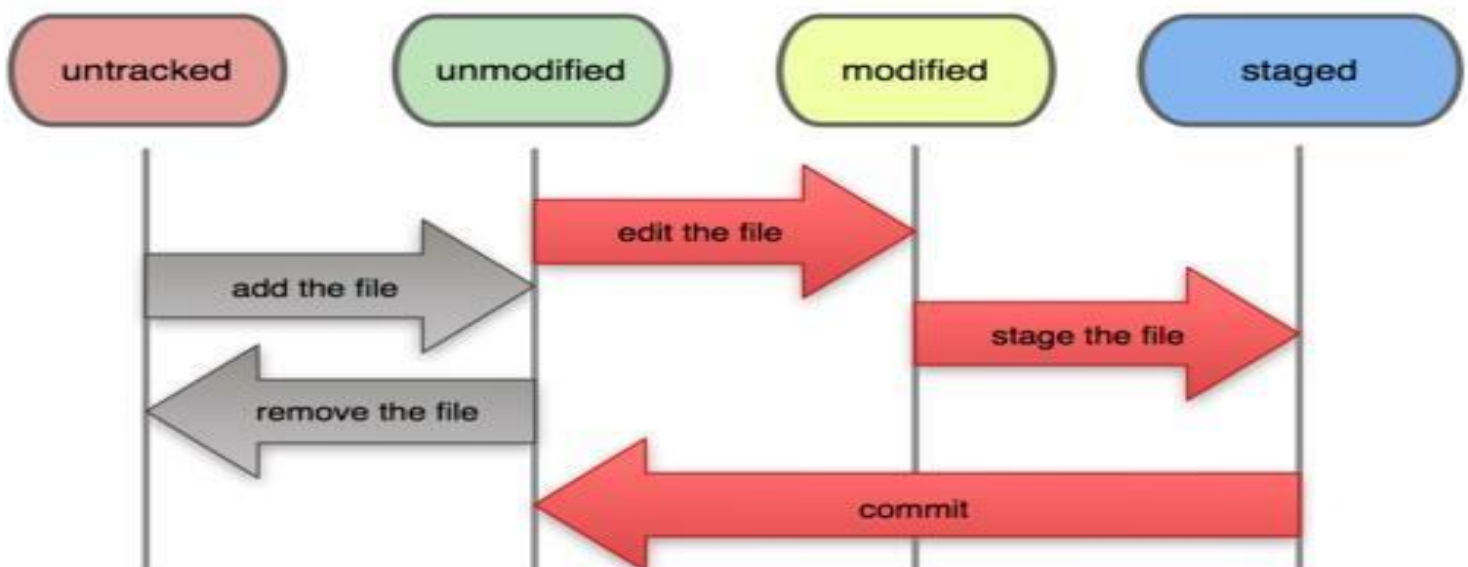 untracked
unmodified
modified
staged
edit the file
add the file
stage the file
remove the file
commit